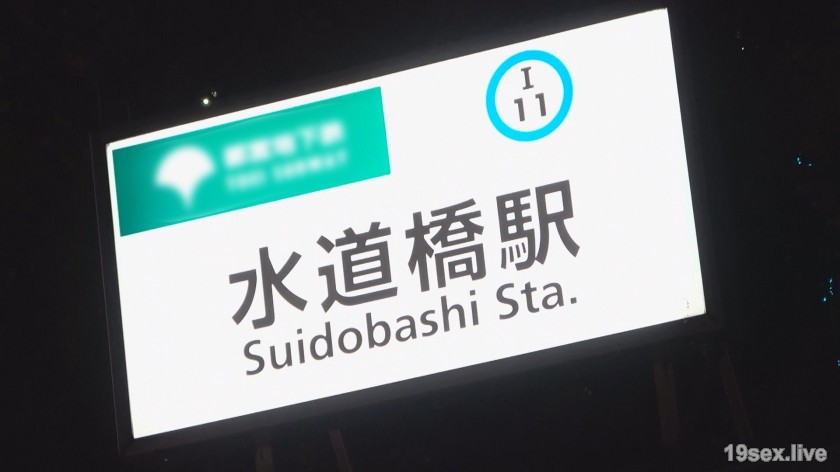 I
11
水道橋駅
Suidobashi Sta.
19sex.live